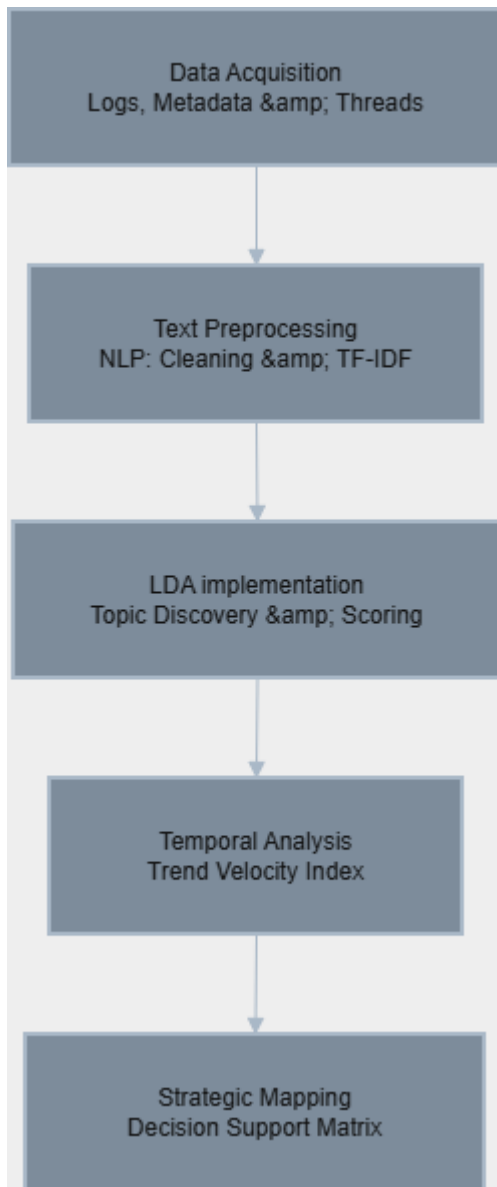 Data Acquisition
Logs, Metadata &amp; Threads
Text Preprocessing
NLP: Cleaning &amp; TF-IDF
LDA implementation
Topic Discovery &amp; Scoring
Temporal Analysis
Trend Velocity Index
Strategic Mapping
Decision Support Matrix